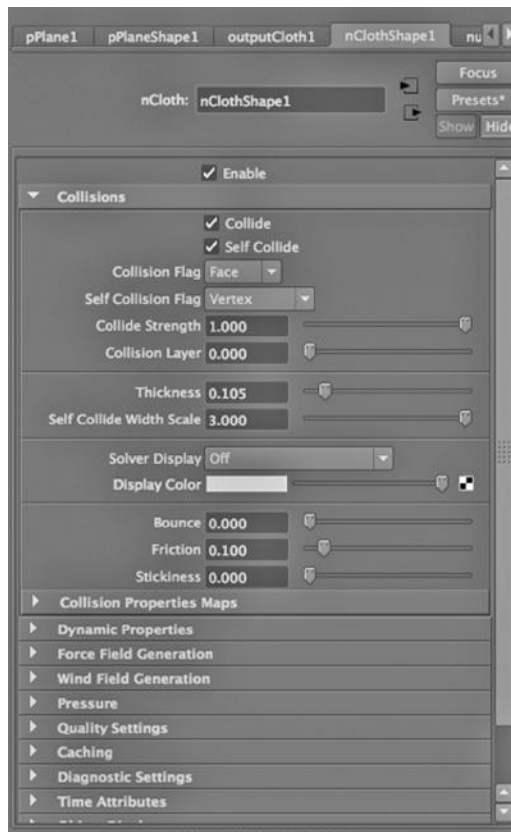 pPlane1 pPlaneShape1 outputCloth1 nClothShape1 nu
Focus
nCloth: nClothShape1 Presets*
Show Hide
Enable
Collisions
Collide
Self Collide
Collision Flag Face
Self Collision Flag Vertex
Collide Strength 1.000
Collision Layer 0.000
Thickness 0.105
Self Collide Width Scale 3.000
Solver Display Off
Display Color
Bounce 0.000
Friction 0.100
Stickiness 0.000
Collision Properties Maps
Dynamic Properties
Force Field Generation
Wind Field Generation
Pressure
Quality Settings
Caching
Diagnostic Settings
Time Attributes